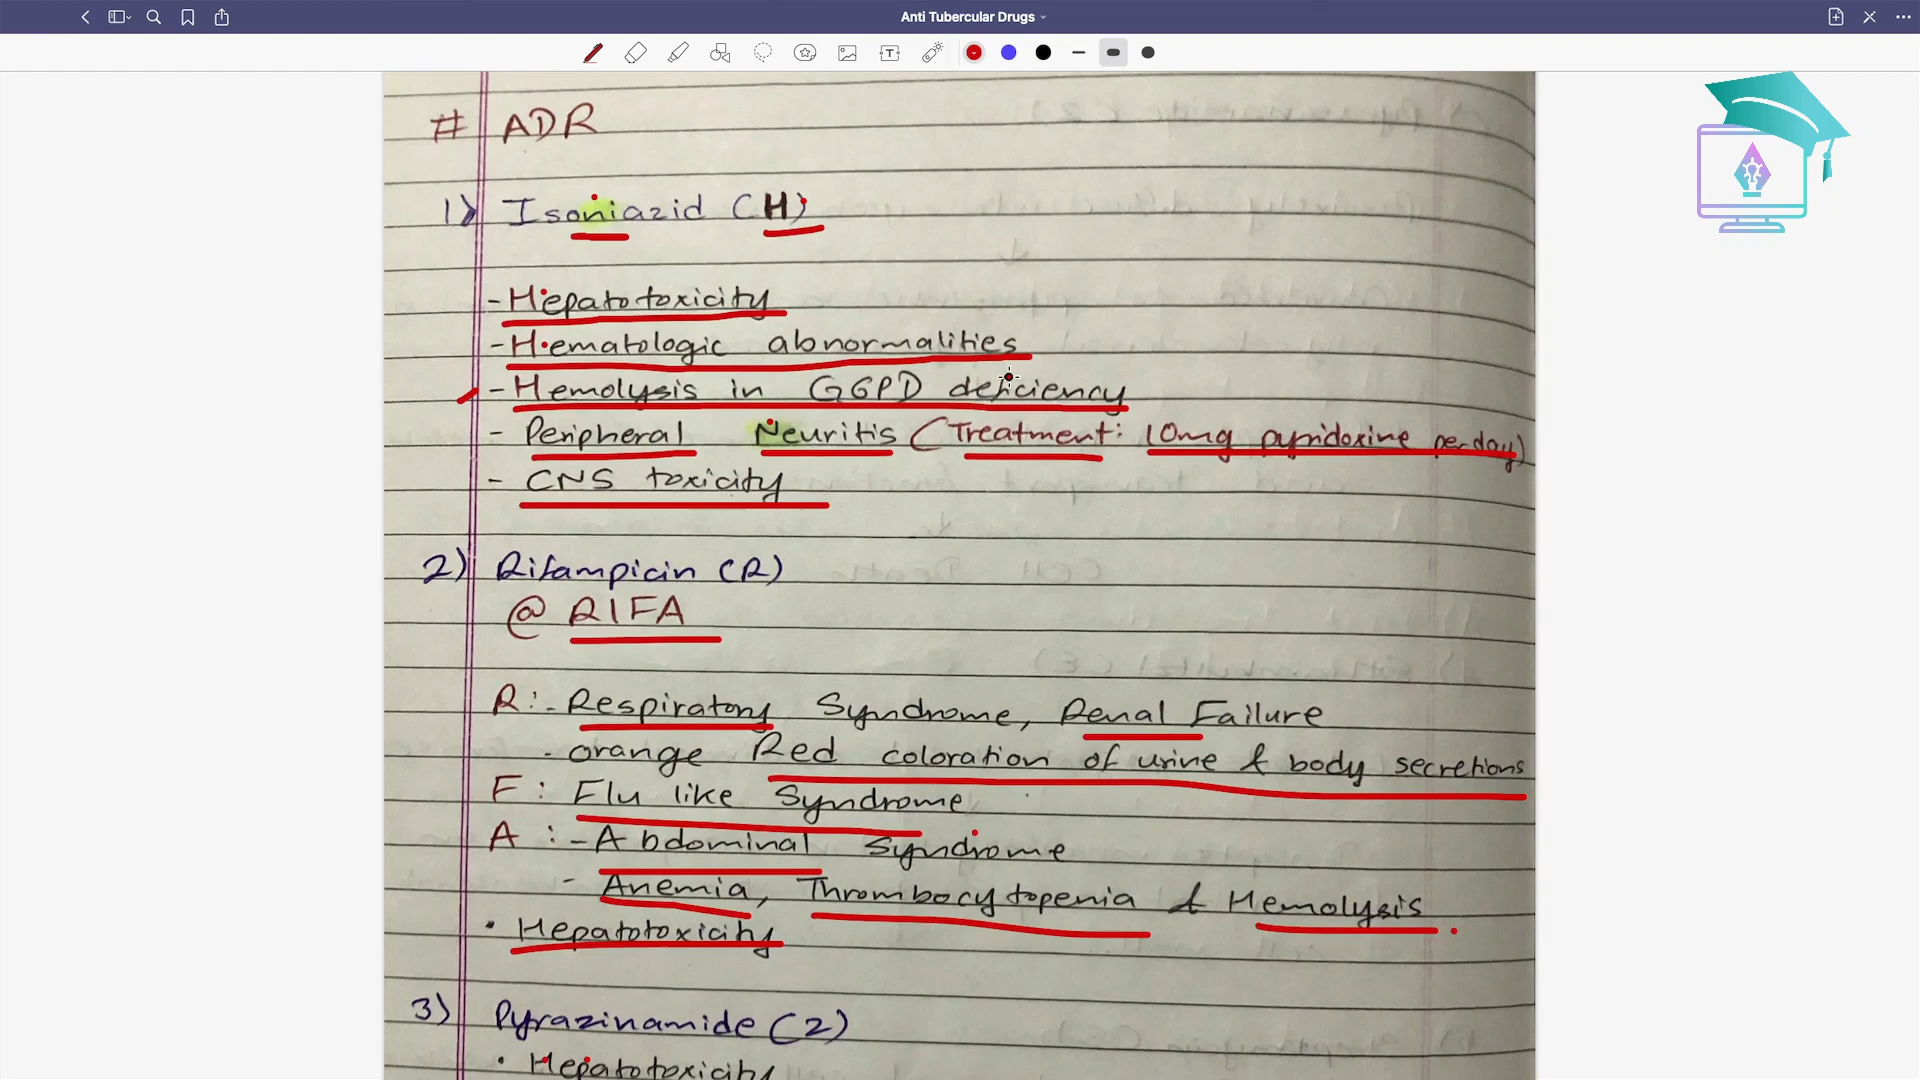 Anti Tubercular Drugs
# ADR
1) Isoniazid (H)
- Hepatotoxicity
- Hematologic abnormalities
- Hemolysis in G6PD deficiency
- Peripheral Neuritis (Treatment: 10mg pyridoxine per day)
- CNS toxicity
2) Rifampicin (R)
@ RIFA
R: - Respiratory Syndrome, Renal Failure
- orange Red coloration of urine & body secretions
F: Flu like Syndrome
A: - Abdominal Syndrome
- Anemia, Thrombocytopenia & Hemolysis
• Hepatotoxicity
3) Pyrazinamide (Z)
• Hepatotoxicity